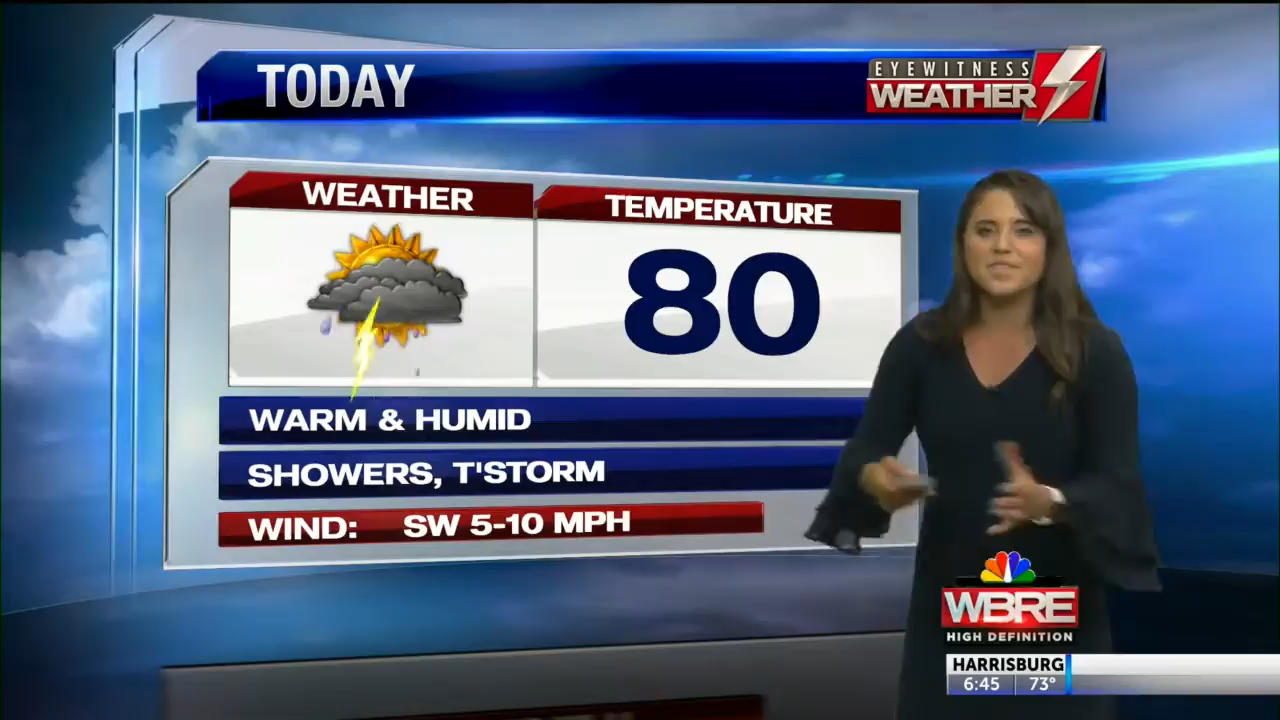 TODAY
EYEWITNESS
WEATHER
WEATHER
TEMPERATURE
80
WARM & HUMID
SHOWERS, T'STORM
WIND: SW 5-10 MPH
WBRE
HIGH DEFINITION
HARRISBURG
6:45 73°